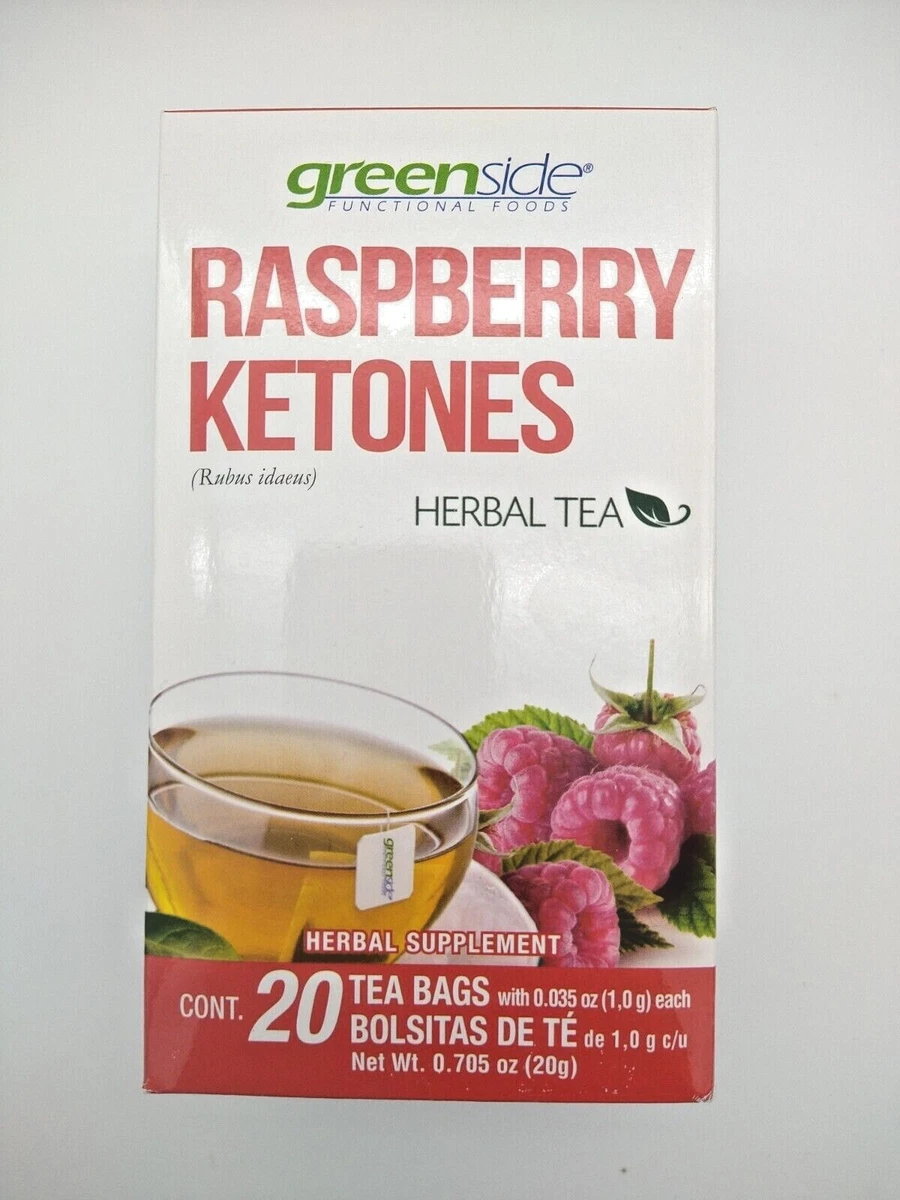 greenside®
FUNCTIONAL FOODS
RASPBERRY
KETONES
(Rubus idaeus)
HERBAL TEA
greenside
HERBAL SUPPLEMENT
CONT. 20 TEA BAGS with 0.035 oz (1,0 g) each
BOLSITAS DE TÉ de 1,0 g c/u
Net Wt. 0.705 oz (20g)